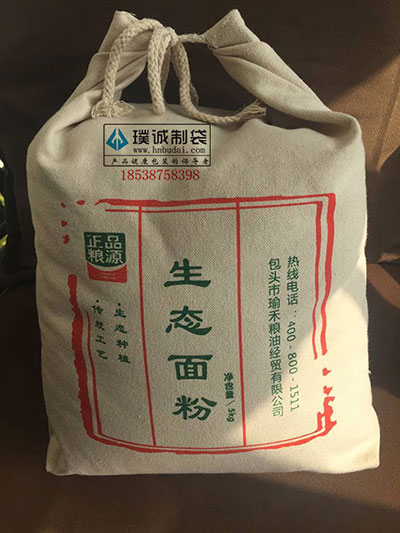 璞诚制袋
www.hnbudai.com
产品健康包装的倡导者
18538758398
正品
粮源
·生态种植
·传统工艺
生态面粉
净含量/5kg
热线电话：400-800-1511
包头市瑜禾粮油经贸有限公司